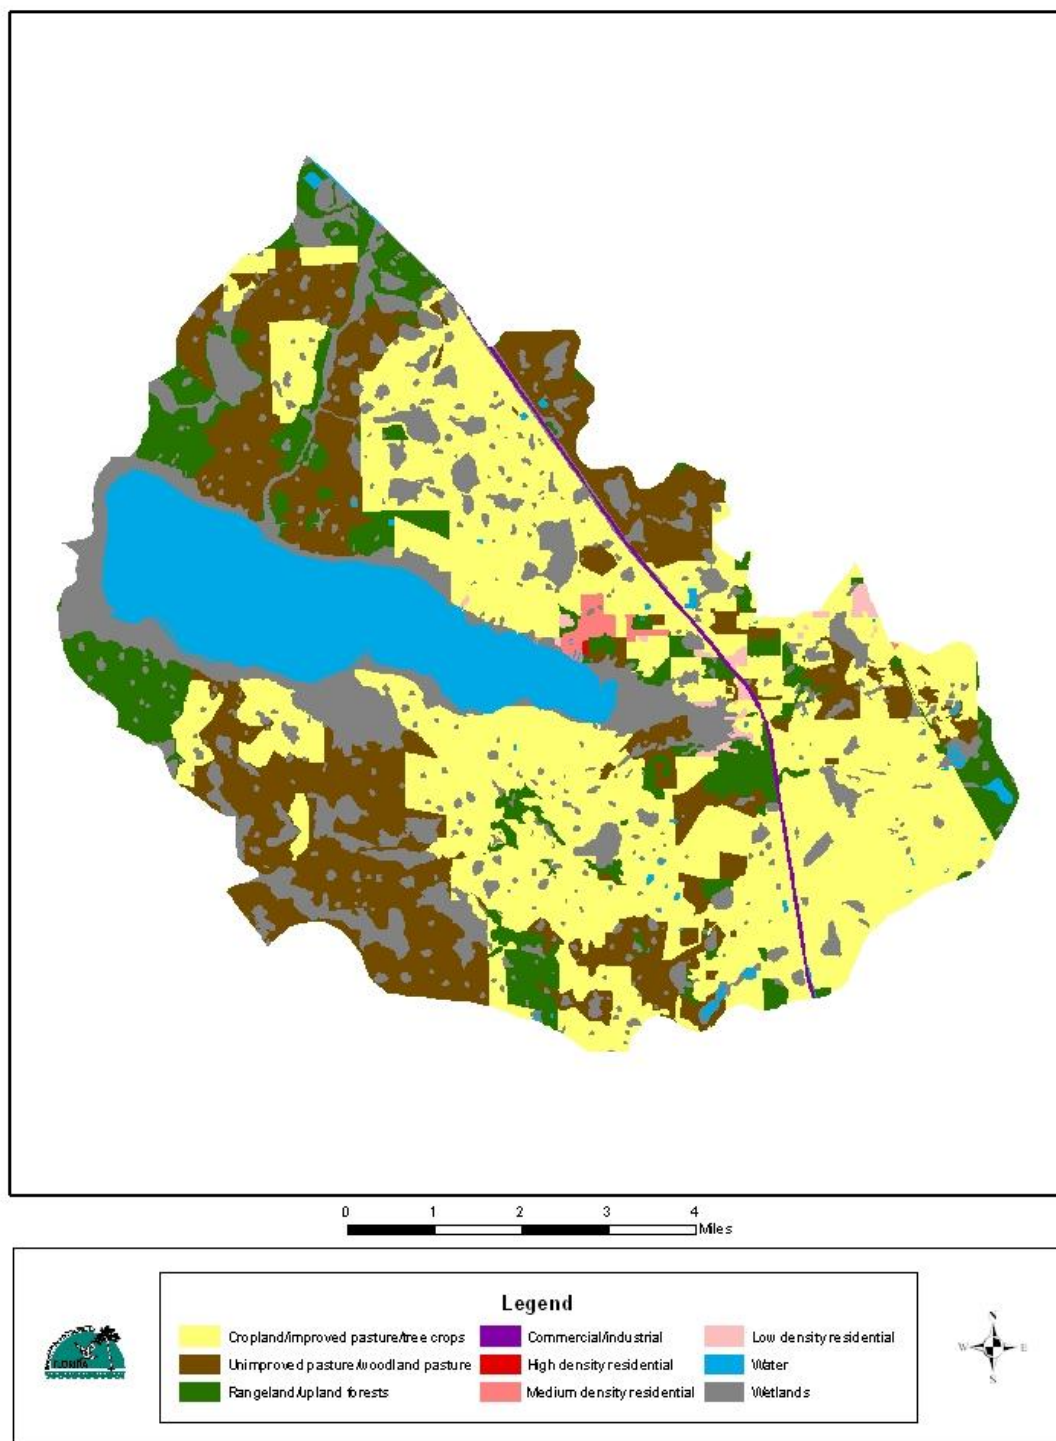 0 1 2 3 4
Miles
Legend
Cropland/improved pasture/tree crops
Unimproved pasture/woodland pasture
Rangeland/upland forests
Commercial/industrial
High density residential
Medium density residential
Low density residential
Water
Wetlands
FLORIDA
N
W E
S